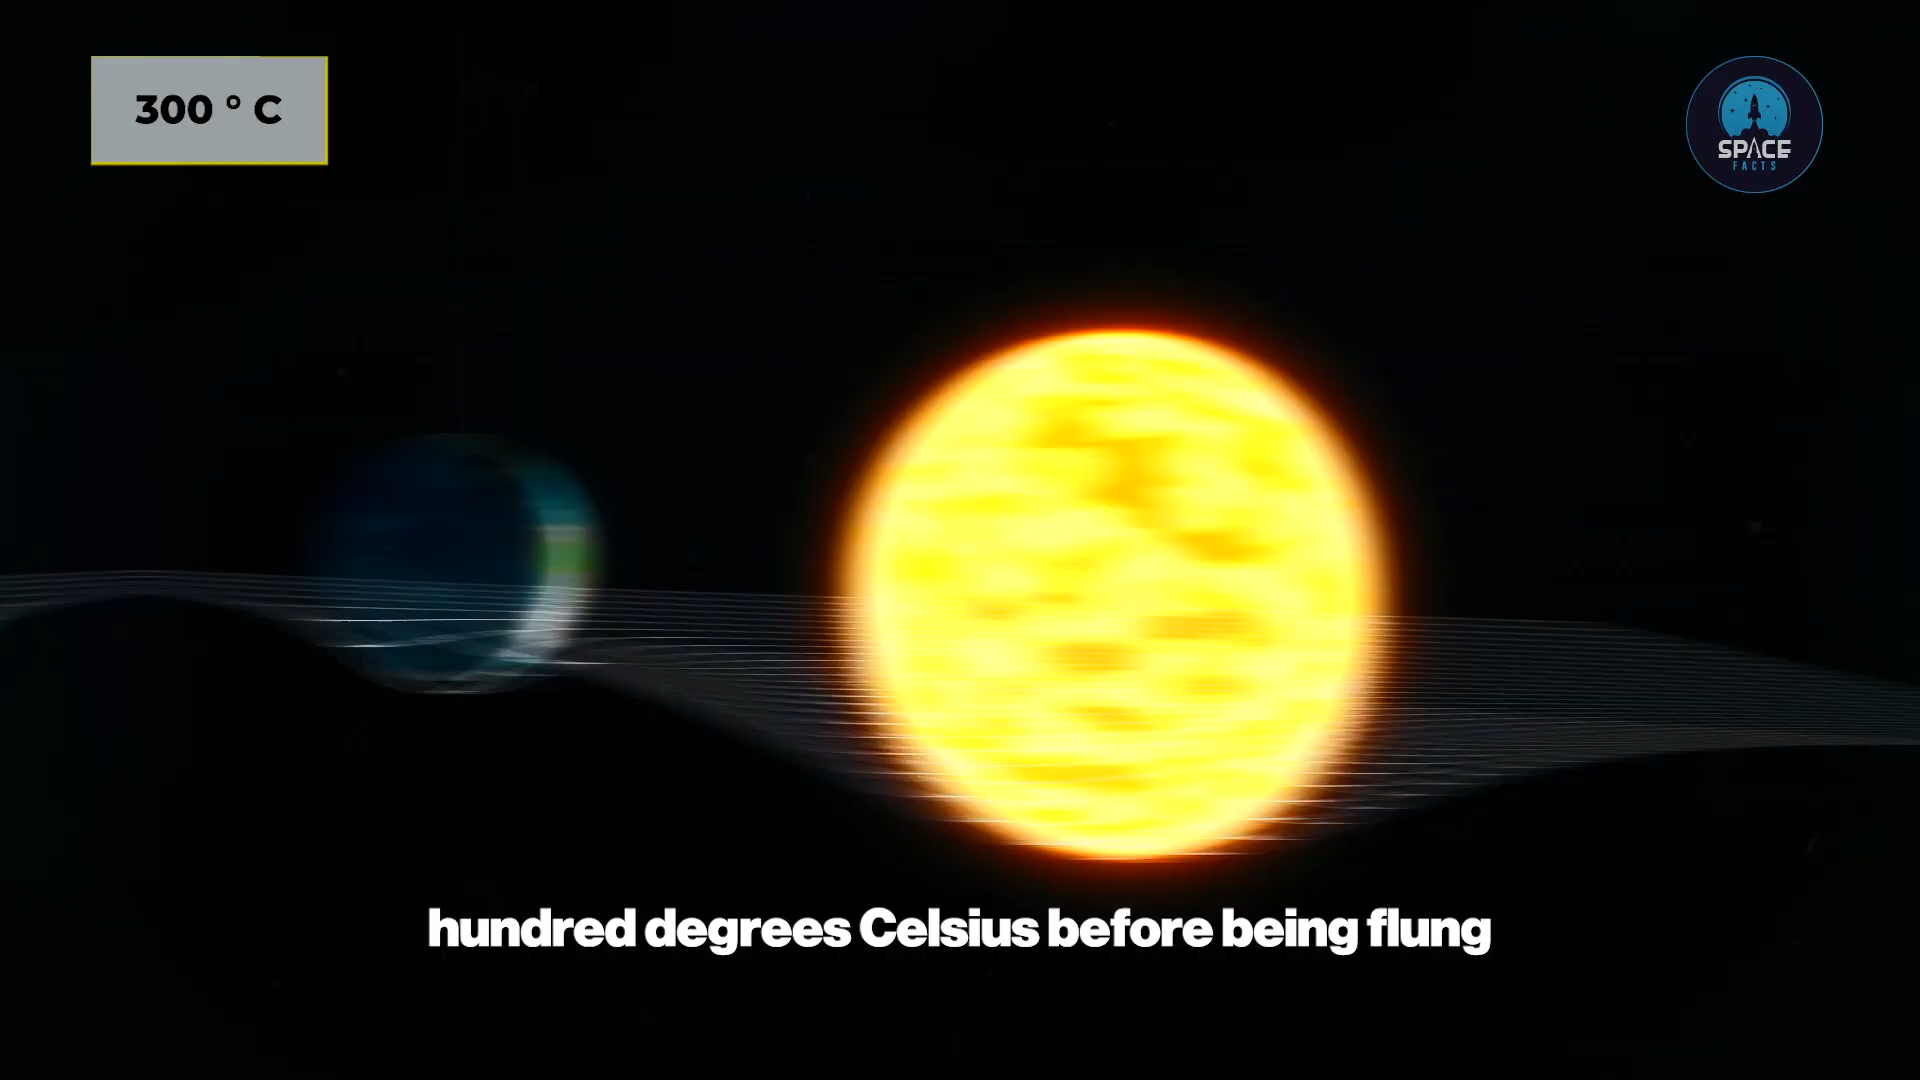 300 ° C
SPACE
FACTS
hundred degrees Celsius before being flung